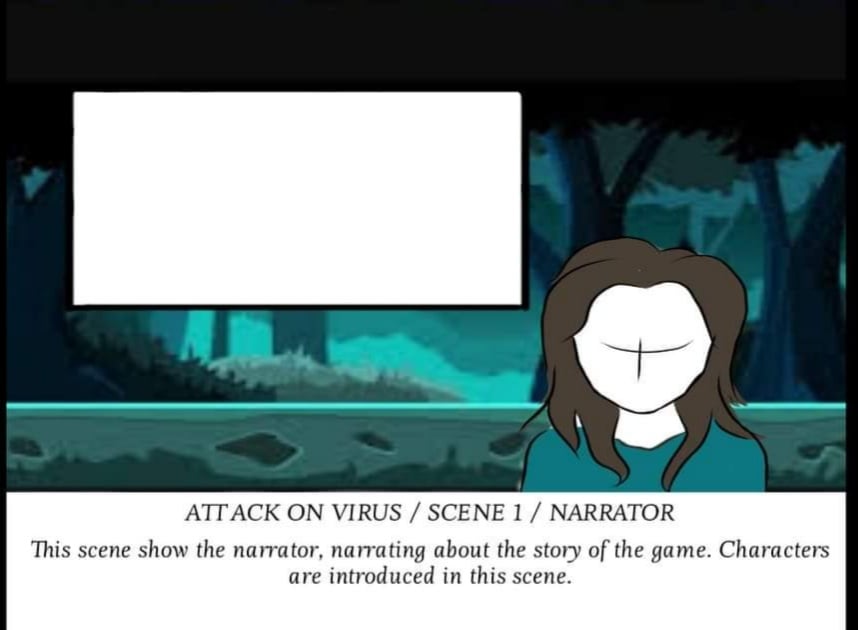 ATTACK ON VIRUS / SCENE 1 / NARRATOR
This scene show the narrator, narrating about the story of the game. Characters
are introduced in this scene.